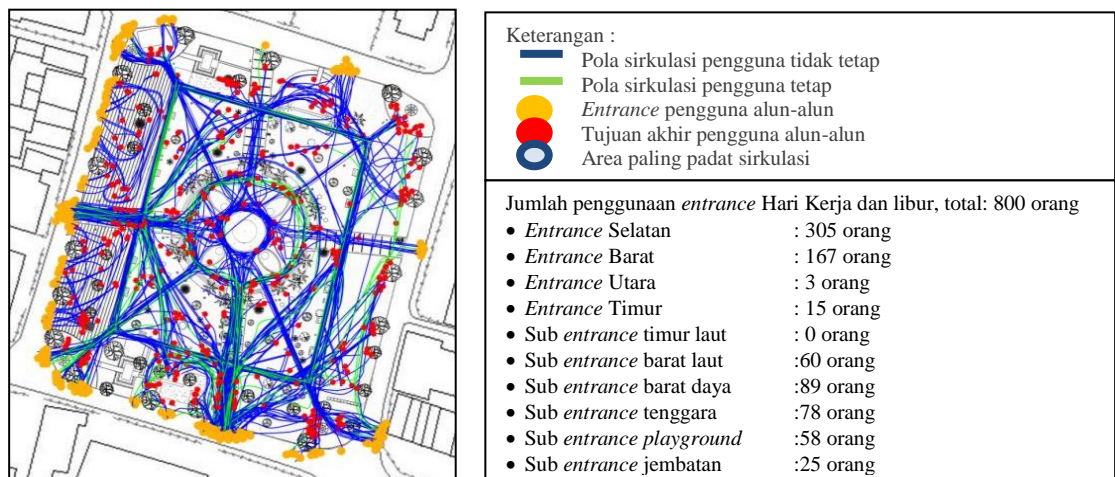 Keterangan :
Pola sirkulasi pengguna tidak tetap
Pola sirkulasi pengguna tetap
Entrance pengguna alun-alun
Tujuan akhir pengguna alun-alun
Area paling padat sirkulasi
Jumlah penggunaan entrance Hari Kerja dan libur, total: 800 orang
• Entrance Selatan : 305 orang
• Entrance Barat : 167 orang
• Entrance Utara : 3 orang
• Entrance Timur : 15 orang
• Sub entrance timur laut : 0 orang
• Sub entrance barat laut :60 orang
• Sub entrance barat daya :89 orang
• Sub entrance tenggara :78 orang
• Sub entrance playground :58 orang
• Sub entrance jembatan :25 orang